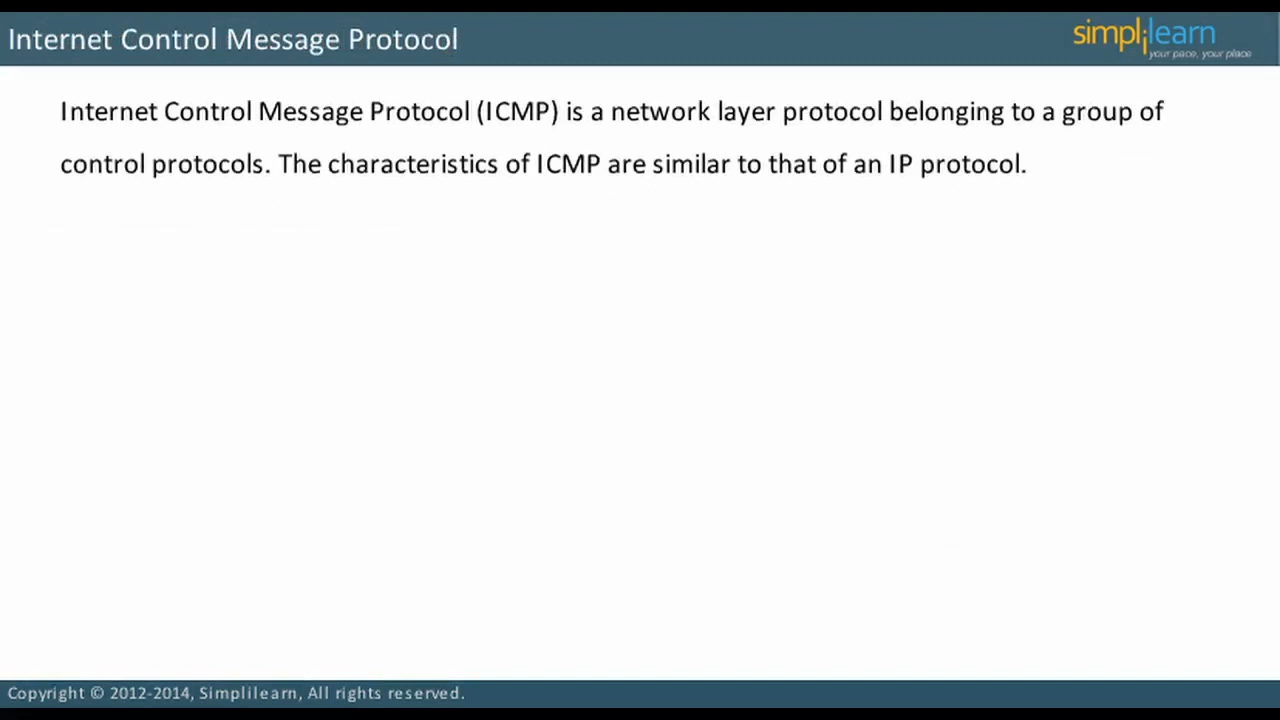 Internet Control Message Protocol
simplilearn
your pace, your place
Internet Control Message Protocol (ICMP) is a network layer protocol belonging to a group of
control protocols. The characteristics of ICMP are similar to that of an IP protocol.
Copyright © 2012-2014, Simplilearn, All rights reserved.